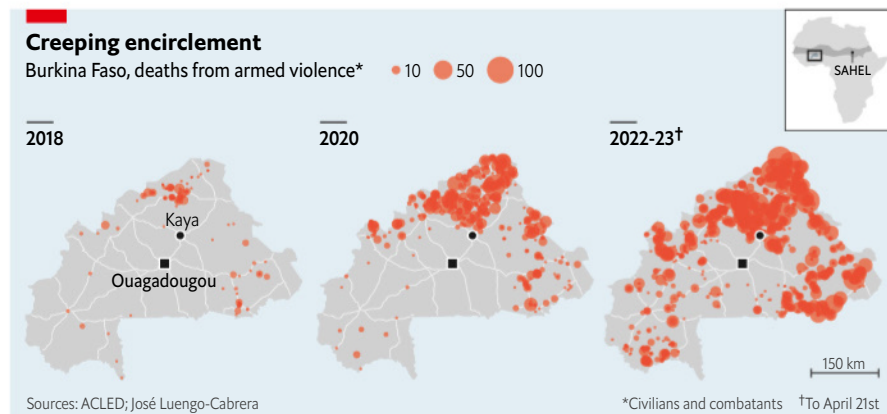 Creeping encirclement
Burkina Faso, deaths from armed violence*
10
50
100
SAHEL
2018
2020
2022-23†
Kaya
Ouagadougou
150 km
Sources: ACLED; José Luengo-Cabrera
*Civilians and combatants †To April 21st